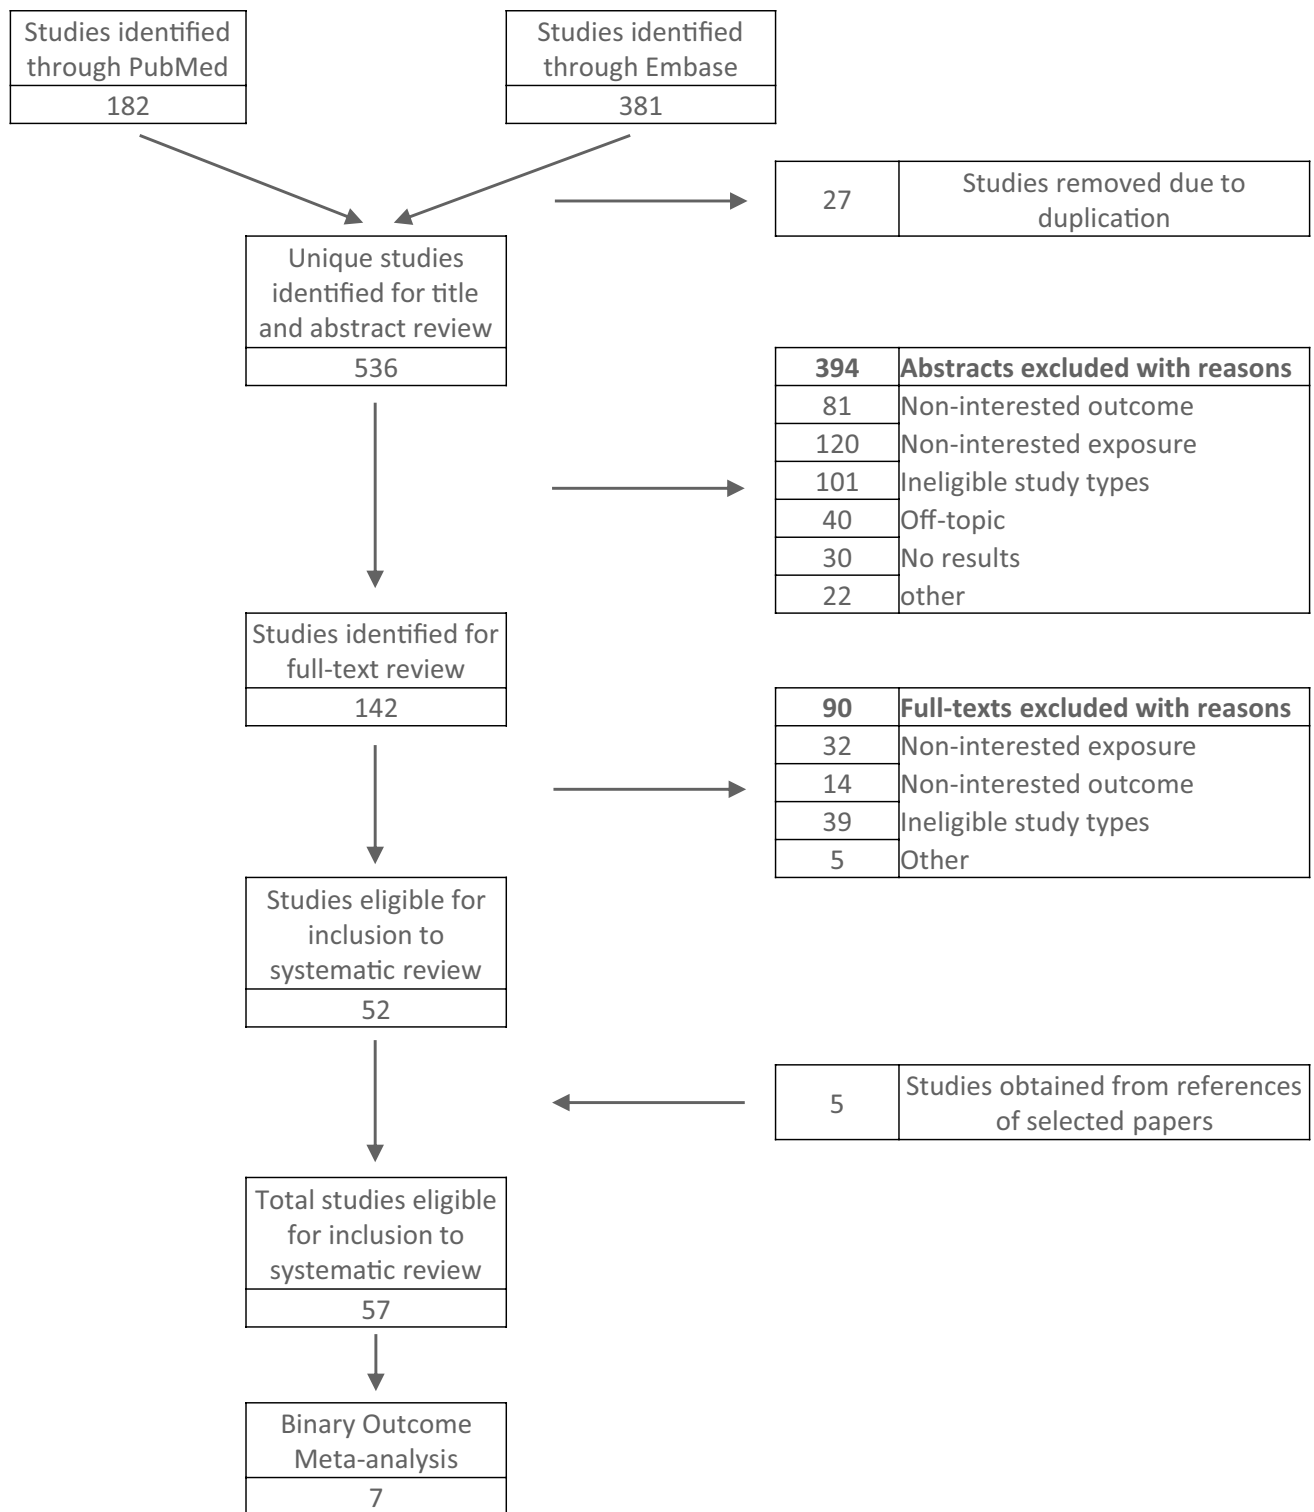 Studies identified
through PubMed
182
Studies identified
through Embase
381
27
Studies removed due to
duplication
Unique studies
identified for title
and abstract review
536
394 Abstracts excluded with reasons
81 Non-interested outcome
120 Non-interested exposure
101 Ineligible study types
40 Off-topic
30 No results
22 other
Studies identified for
full-text review
142
90 Full-texts excluded with reasons
32 Non-interested exposure
14 Non-interested outcome
39 Ineligible study types
5 Other
Studies eligible for
inclusion to
systematic review
52
5
Studies obtained from references
of selected papers
Total studies eligible
for inclusion to
systematic review
57
Binary Outcome
Meta-analysis
7